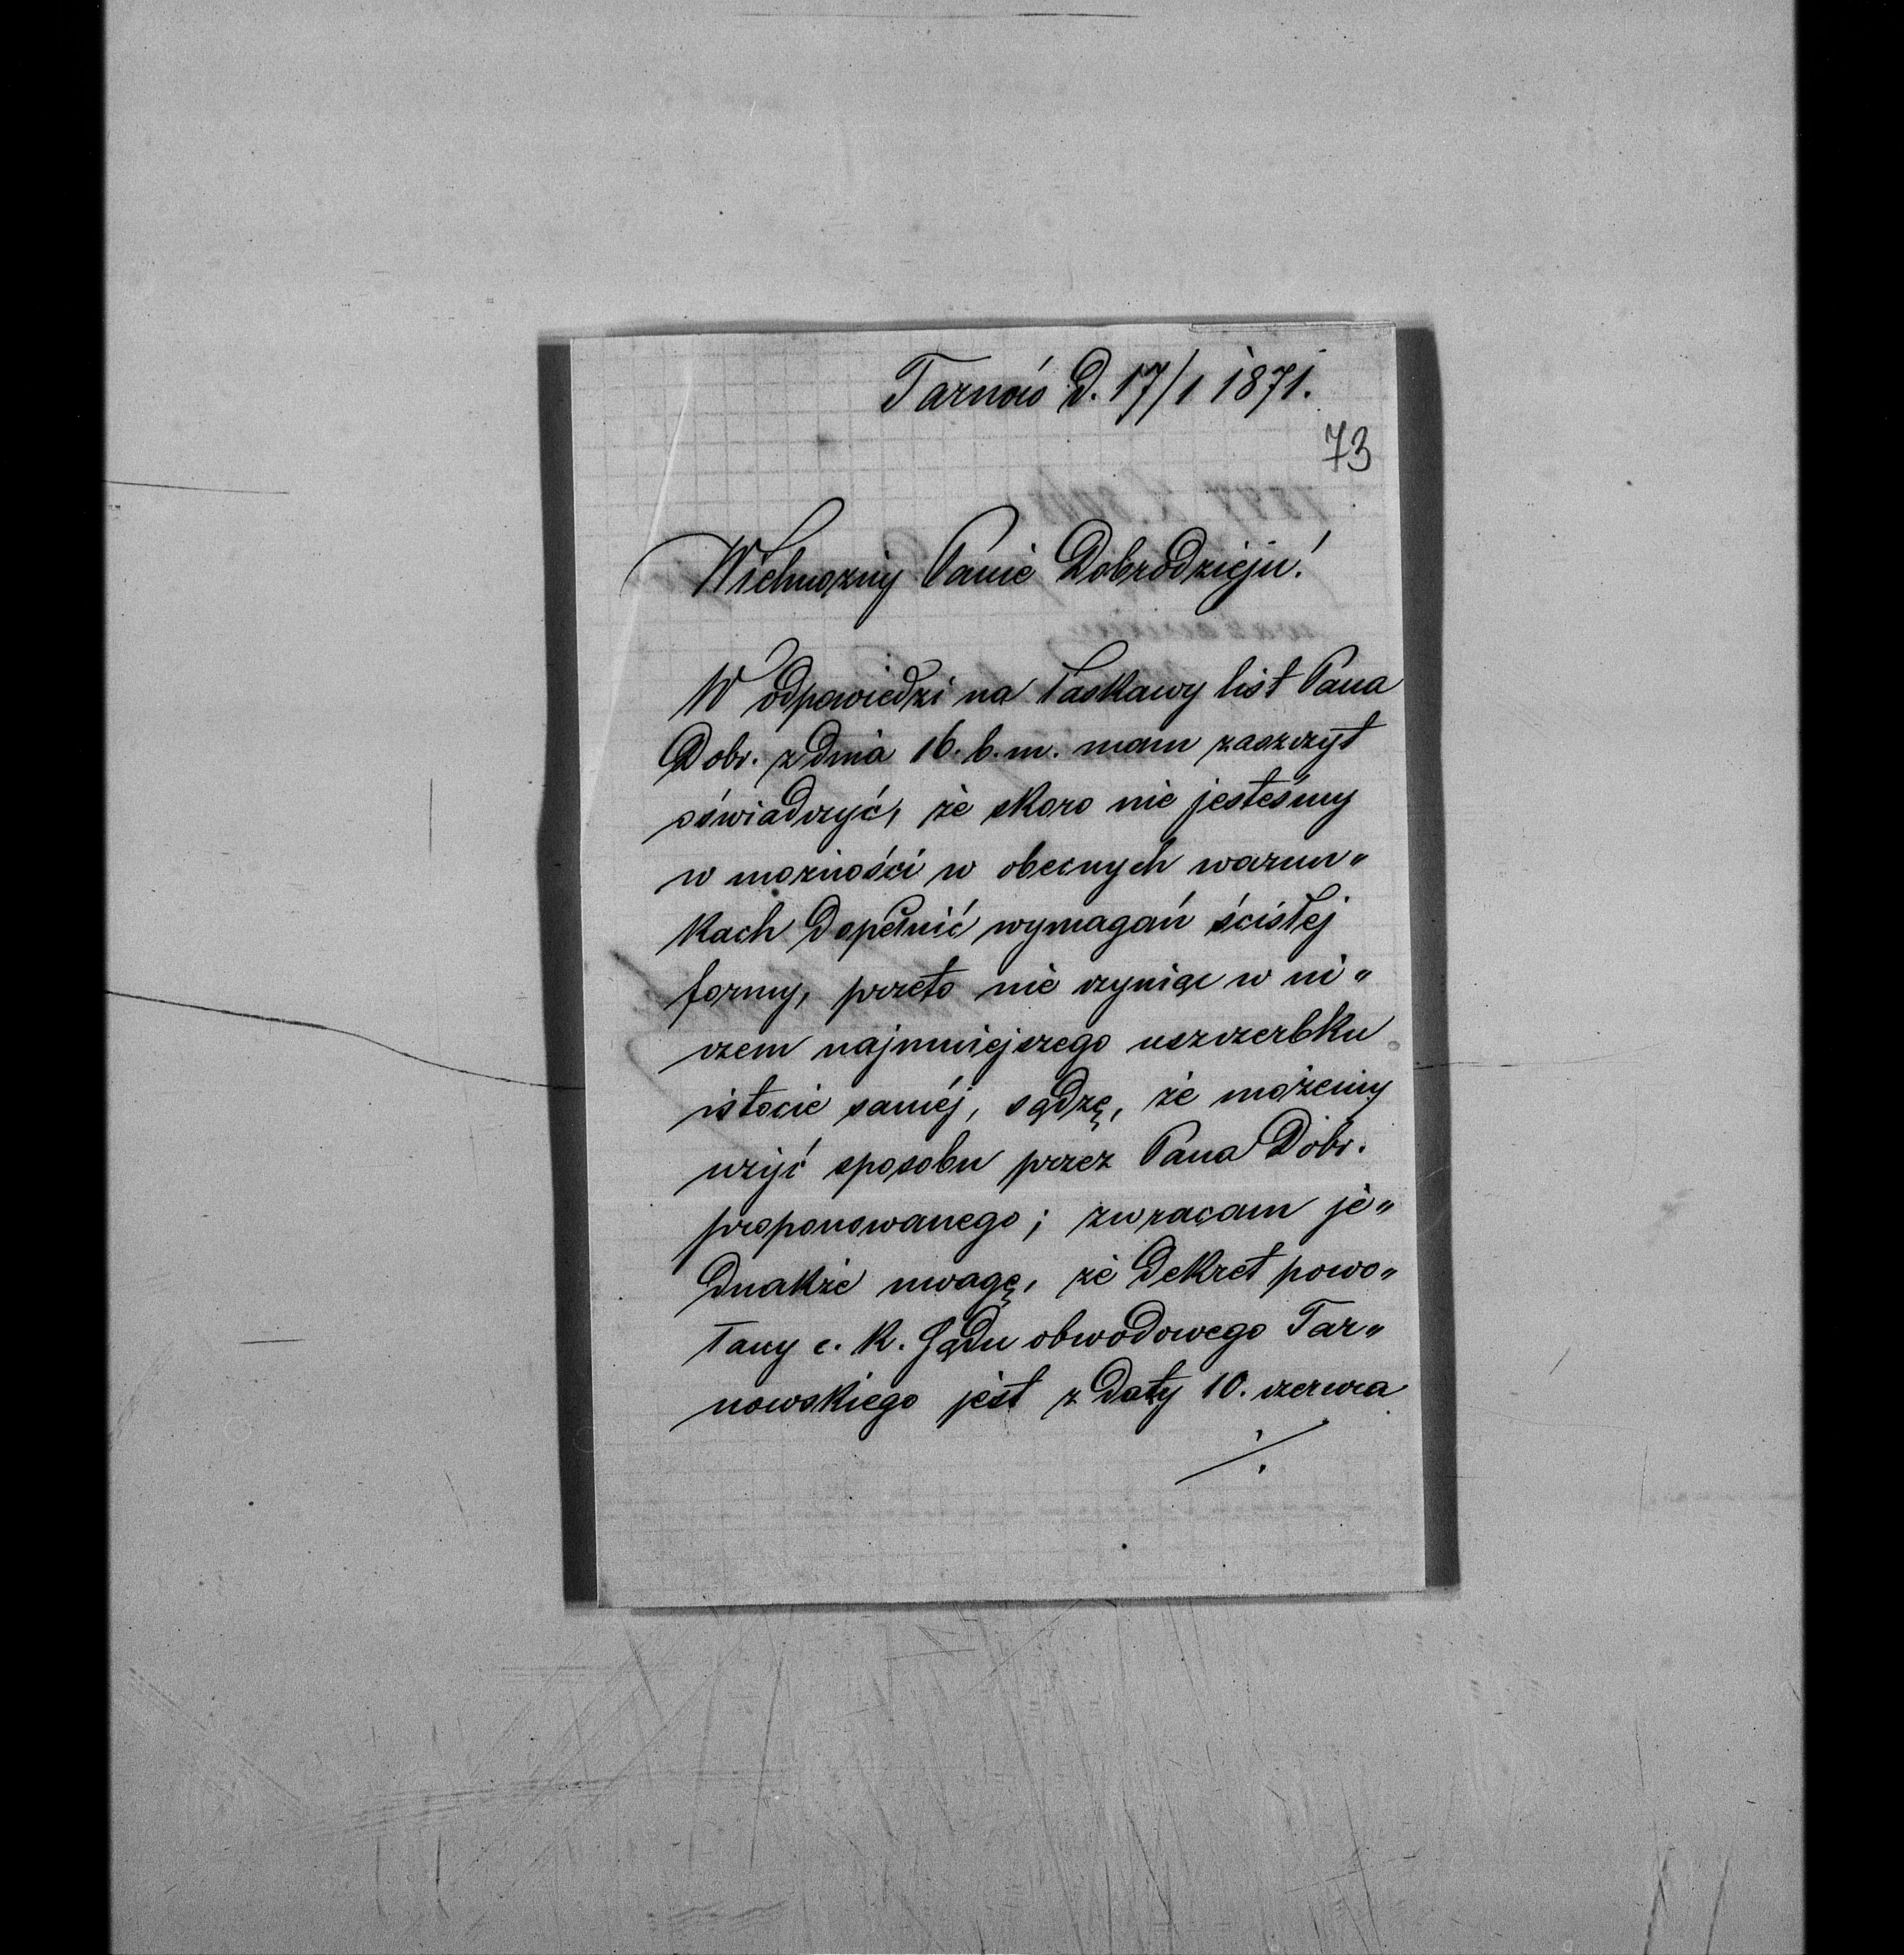 Tarnów d. 17/1 1871.
73
Wielmożny Panie Dobrodzieju!
W odpowiedzi na łaskawy list Pana
Dobr. z dnia 16. b. m. mam zaszczyt
oświadczyć, że skoro nie jesteśmy
w możności w obecnych warun„
kach dopełnić wymagań ścisłej
formy, przeto nie czyniąc w ni„
czem najmniejszego uszczerbku
istocie saméj, sądzę, że możemy
użyć sposobu przez Pana Dobr.
proponowanego; zwracam je„
dnakże uwagę, że dekret powo„
łany c. k. Sądu obwodowego Tar„
nowskiego jest z daty 10. czerwca
./.